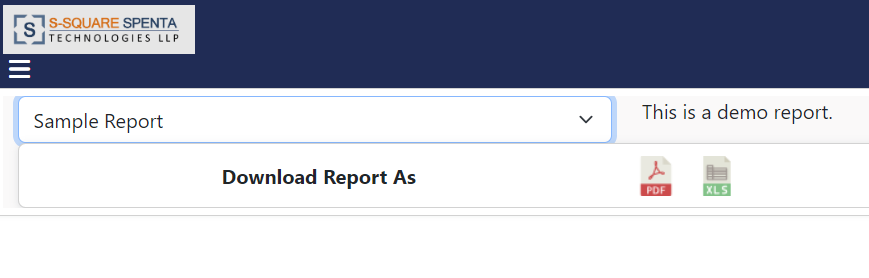 [S] S-SQUARE SPENTA
TECHNOLOGIES LLP
Sample Report
This is a demo report.
Download Report As
PDF
XLS